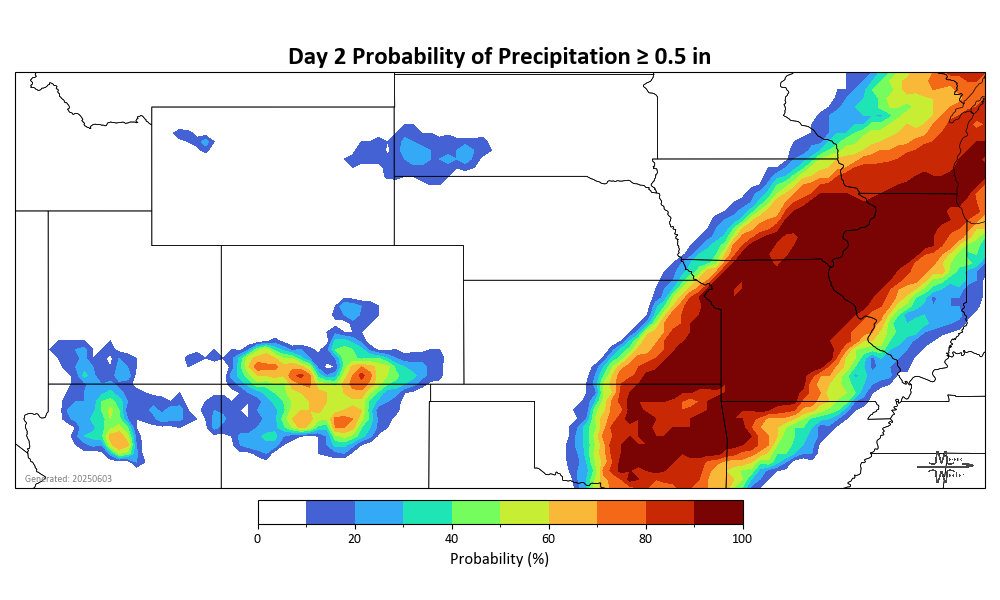 Day 2 Probability of Precipitation ≥ 0.5 in
Generated: 20250603
0 20 40 60 80 100
Probability (%)